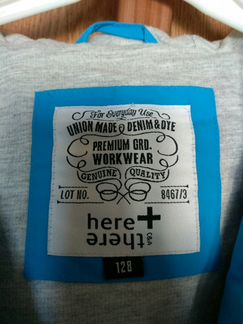 For Everyday Use
UNION MADE DENIM & DYE
PREMIUM GRD.
WORKWEAR
GENUINE QUALITY
LOT NO. 8467/3
here+
there
C&A
128